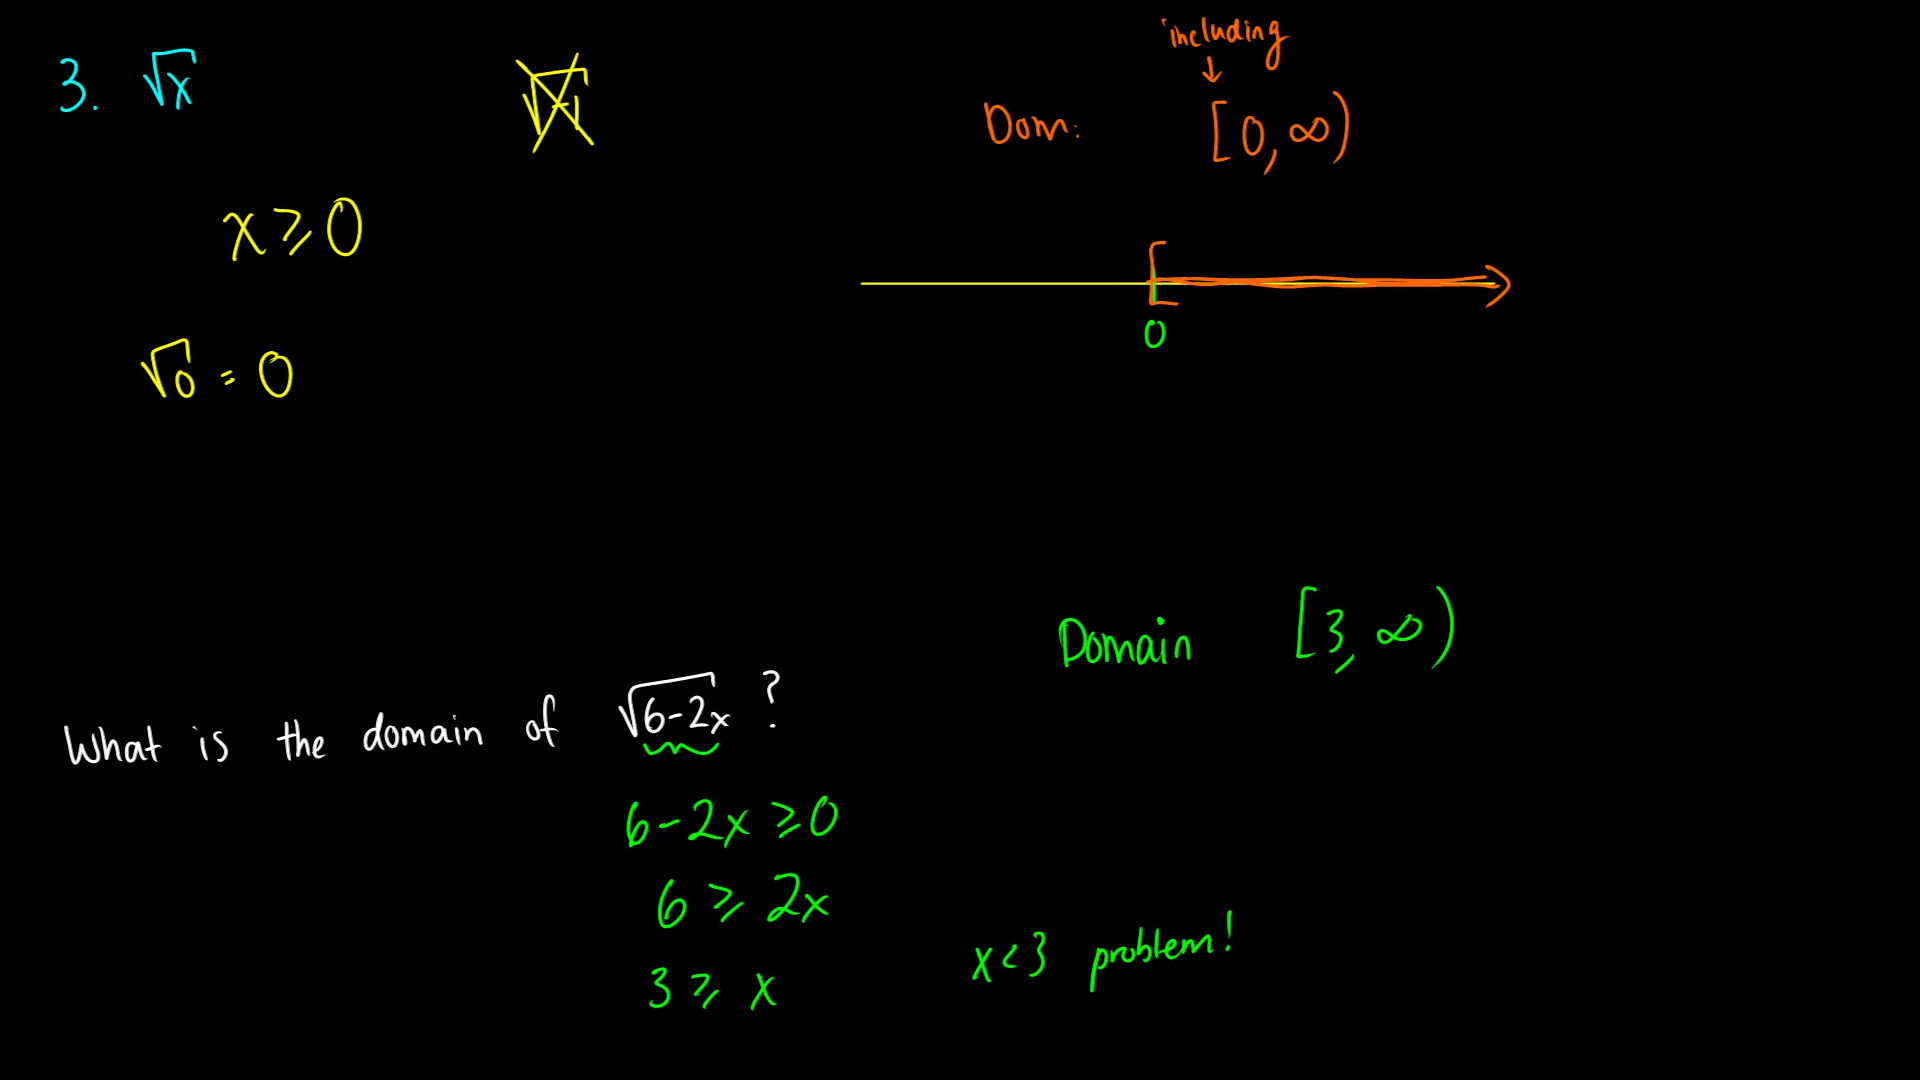 3. √x
√-1
including
↓
Dom: [0, ∞)
x ≥ 0
0
√0 = 0
Domain [3, ∞)
What is the domain of √6-2x ?
6-2x ≥ 0
6 ≥ 2x
x < 3 problem!
3 ≥ x